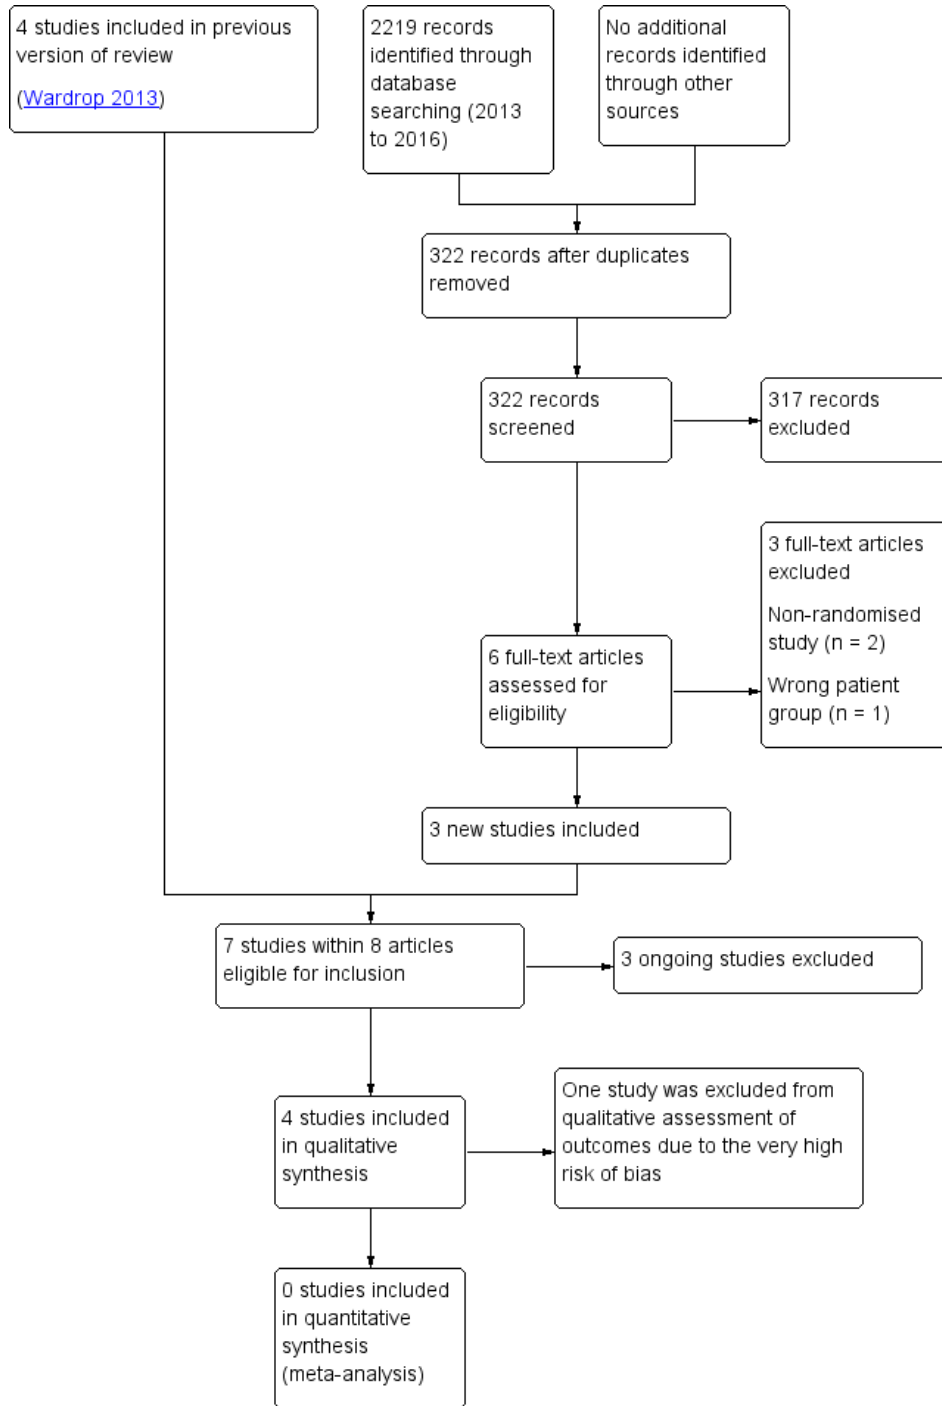 4 studies included in previous
version of review
(Wardrop 2013)
2219 records
identified through
database
searching (2013
to 2016)
No additional
records identified
through other
sources
322 records after duplicates
removed
322 records
screened
317 records
excluded
3 full-text articles
excluded
Non-randomised
study (n = 2)
Wrong patient
group (n = 1)
6 full-text articles
assessed for
eligibility
3 new studies included
7 studies within 8 articles
eligible for inclusion
3 ongoing studies excluded
4 studies included
in qualitative
synthesis
One study was excluded from
qualitative assessment of
outcomes due to the very high
risk of bias
0 studies included
in quantitative
synthesis
(meta-analysis)